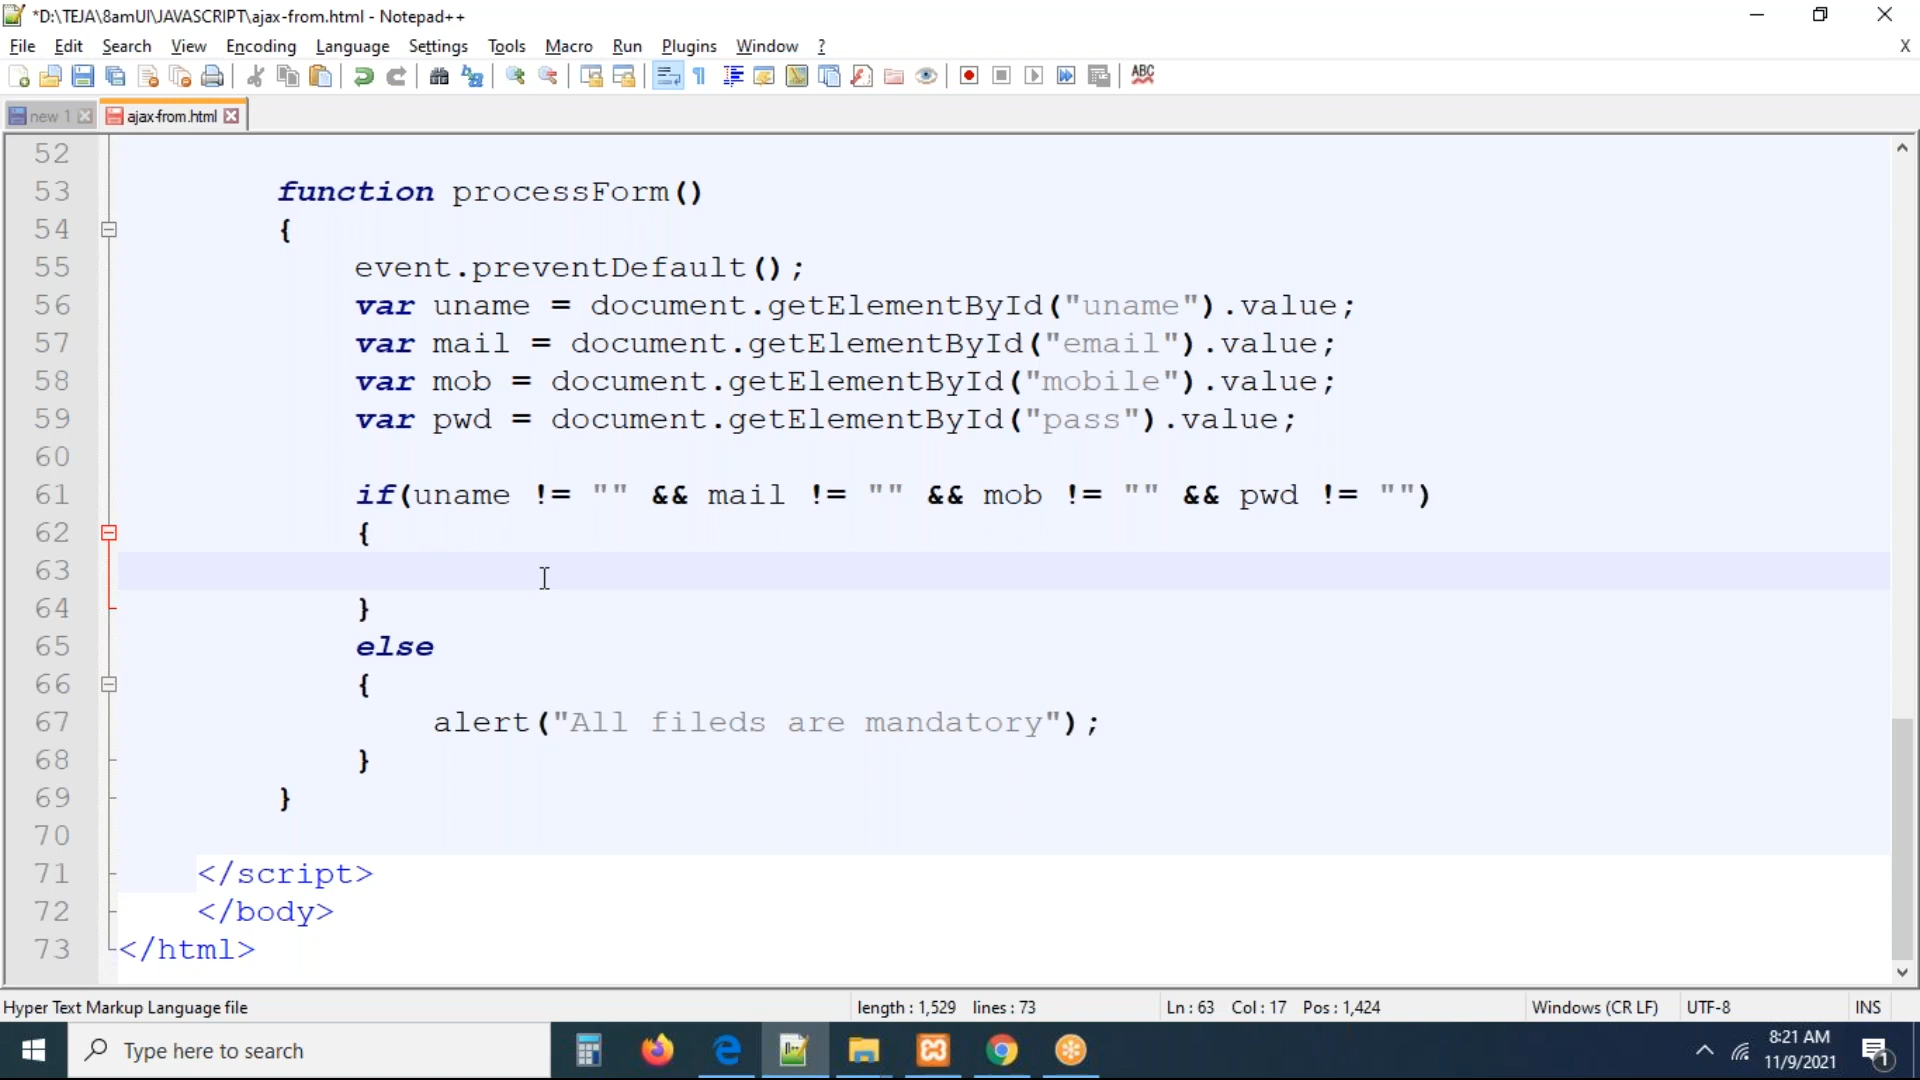 *D:\TEJA\8amUI\JAVASCRIPT\ajax-from.html - Notepad++
File Edit Search View Encoding Language Settings Tools Macro Run Plugins Window ? X
ABC
new 1 ajax-from.html
52
53 function processForm()
54 {
55 event.preventDefault();
56 var uname = document.getElementById("uname").value;
57 var mail = document.getElementById("email").value;
58 var mob = document.getElementById("mobile").value;
59 var pwd = document.getElementById("pass").value;
60
61 if(uname != "" && mail != "" && mob != "" && pwd != "")
62 {
63
64 }
65 else
66 {
67 alert("All fileds are mandatory");
68 }
69 }
70
71 </script>
72 </body>
73 </html>
Hyper Text Markup Language file length : 1,529 lines : 73 Ln : 63 Col : 17 Pos : 1,424 Windows (CR LF) UTF-8 INS
Type here to search
8:21 AM
11/9/2021
1